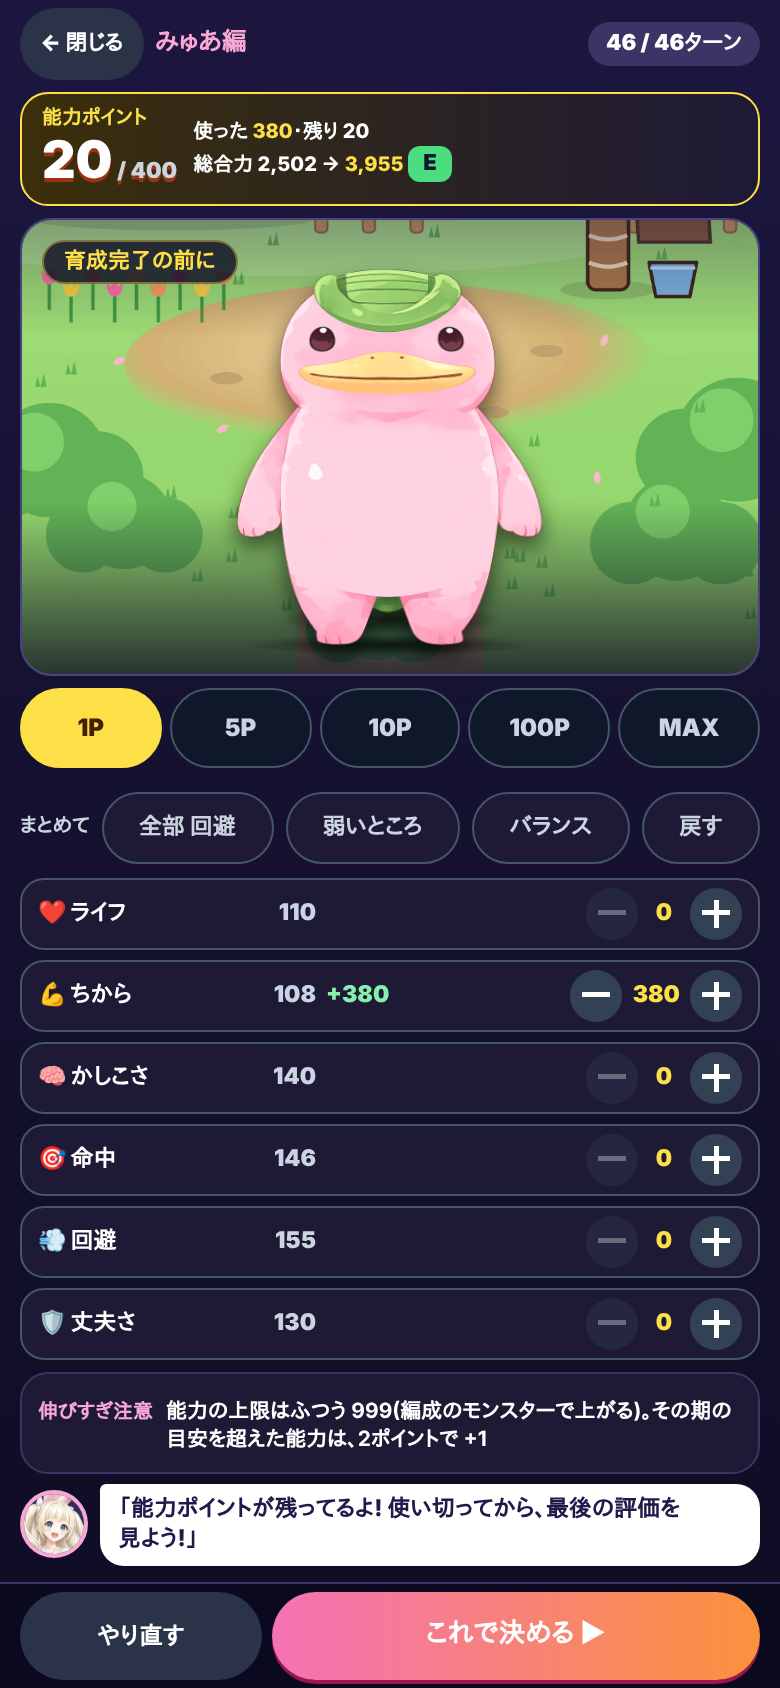 ← 閉じる みゅあ編 46 / 46ターン
能力ポイント
20 / 400
使った 380・残り 20
総合力 2,502 → 3,955 E
育成完了の前に
1P 5P 10P 100P MAX
まとめて 全部 回避 弱いところ バランス 戻す
❤️ ライフ 110 − 0 +
💪 ちから 108 +380 − 380 +
🧠 かしこさ 140 − 0 +
🎯 命中 146 − 0 +
💨 回避 155 − 0 +
🛡️ 丈夫さ 130 − 0 +
伸びすぎ注意 能力の上限はふつう 999(編成のモンスターで上がる)。その期の
目安を超えた能力は、2ポイントで +1
「能力ポイントが残ってるよ! 使い切ってから、最後の評価を
見よう!」
やり直す これで決める ▶